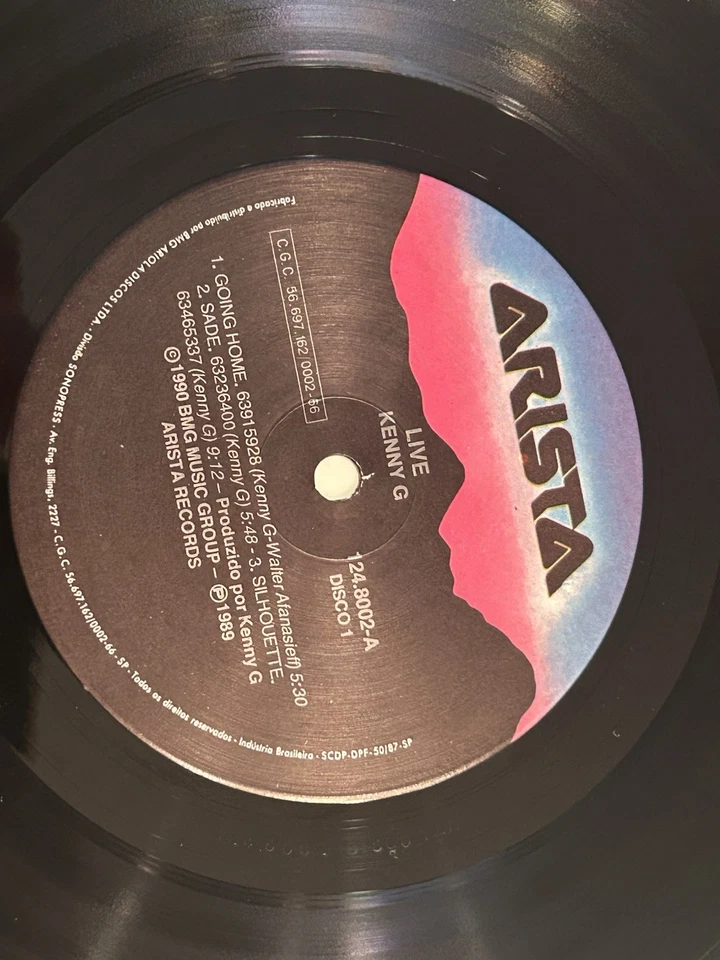 ARISTA
LIVE
KENNY G
124.8002-A
DISCO 1
C.G.C. 56.697.162/0002-66
1. GOING HOME. 63915928 (Kenny G-Walter Afanasieff) 5:30
2. SADE. 63236400 (Kenny G) 5:48 - 3. SILHOUETTE.
63465337 (Kenny G) 9:12 – Produzido por Kenny G
©1990 BMG MUSIC GROUP – ℗1989
ARISTA RECORDS
Fabricado e distribuído por BMG ARIOLA DISCOS LTDA., Divisão SONOPRESS · Av. Eng. Billings, 2227 - C.G.C. 56.697.162/0002-66 - SP - Todos os direitos reservados - Indústria Brasileira - SCDP-DPF-50/87-SP